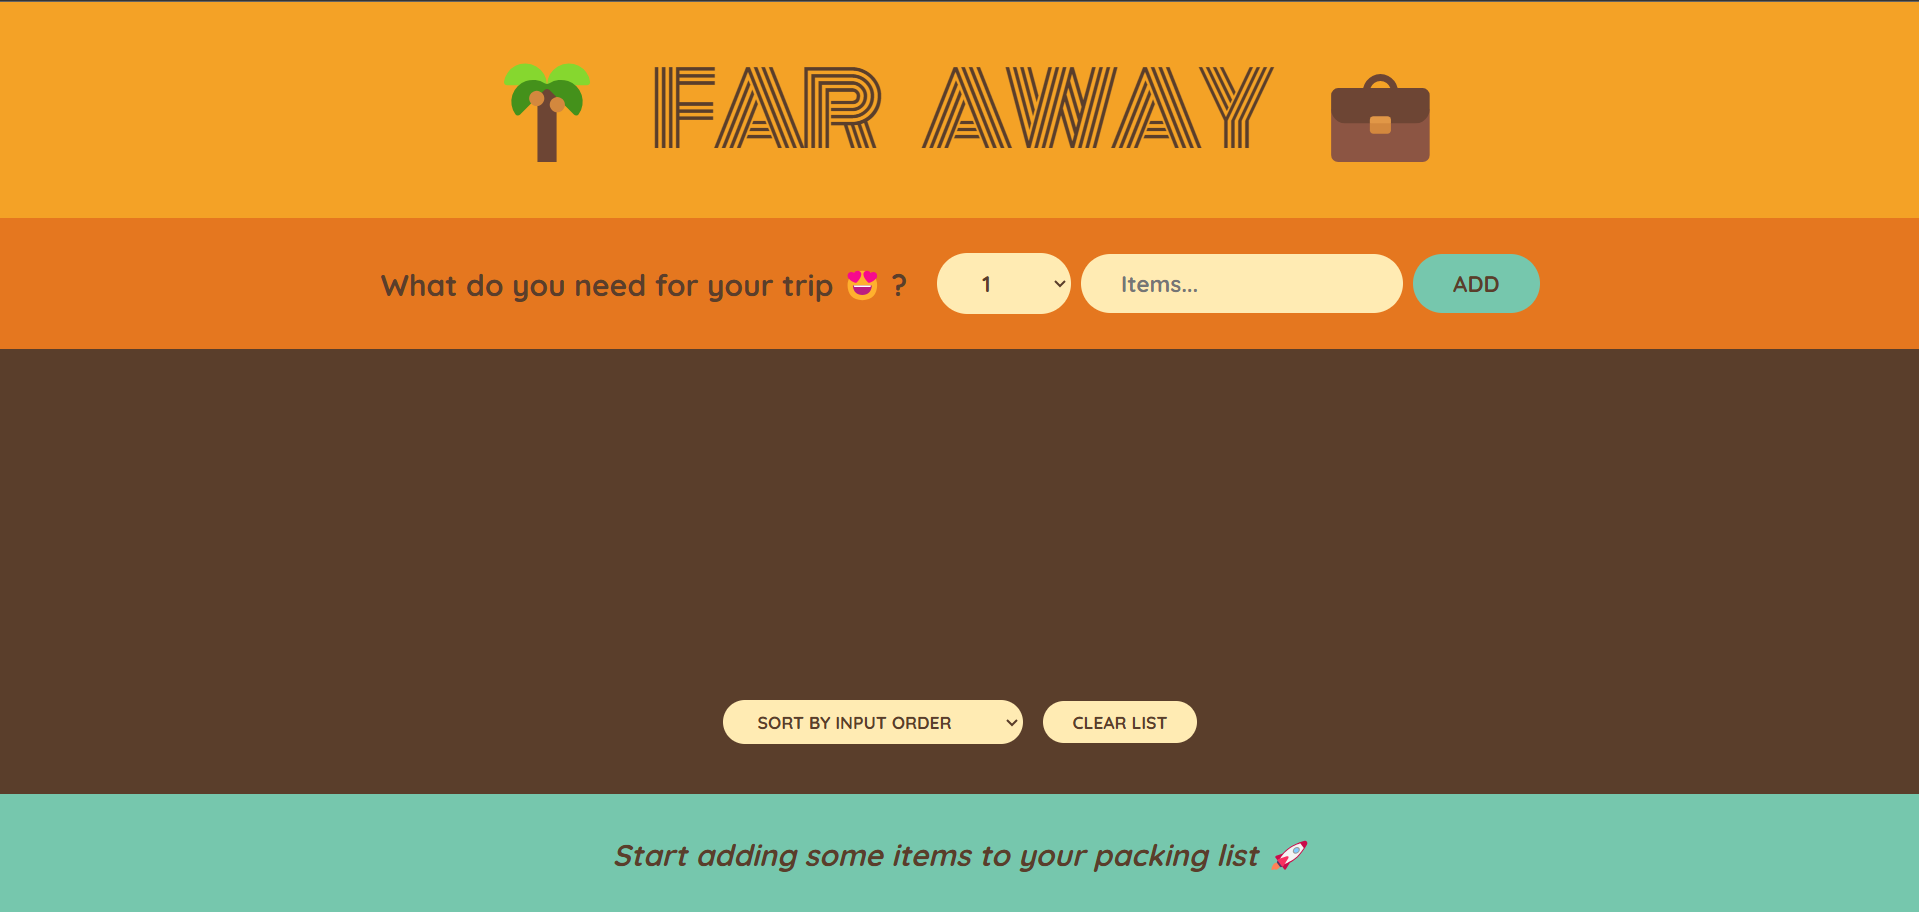 🌴 FAR AWAY 💼
What do you need for your trip 😍 ?
1
Items...
ADD
SORT BY INPUT ORDER
CLEAR LIST
Start adding some items to your packing list 🚀